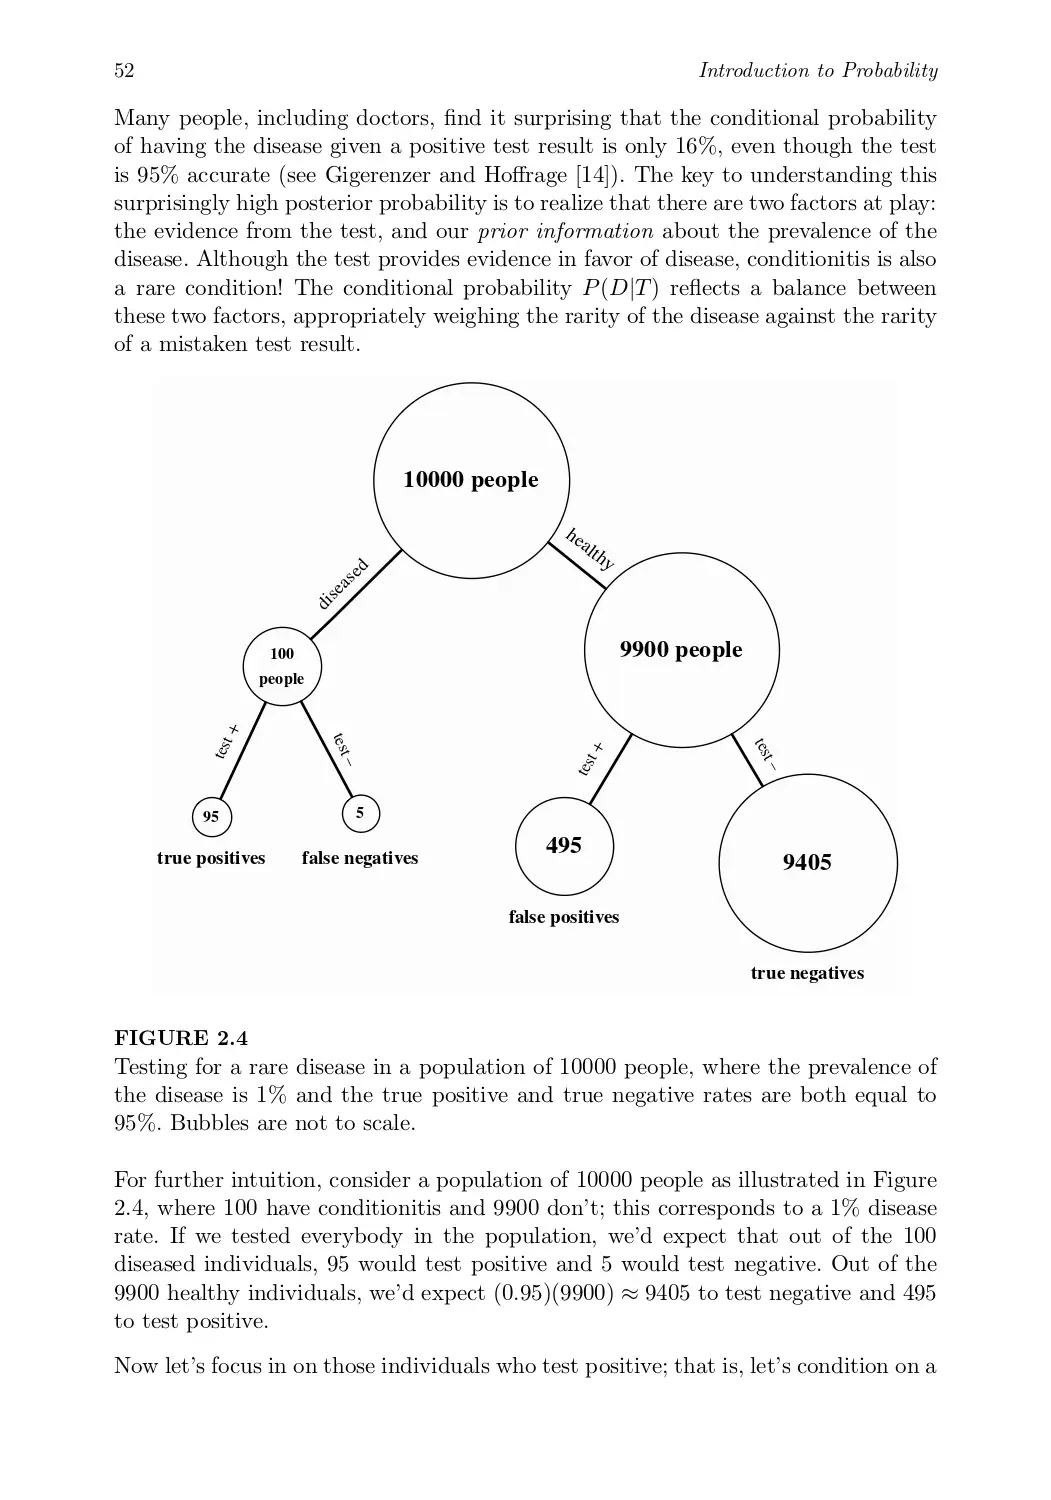 52 Introduction to Probability
Many people, including doctors, find it surprising that the conditional probability
of having the disease given a positive test result is only 16%, even though the test
is 95% accurate (see Gigerenzer and Hoffrage [14]). The key to understanding this
surprisingly high posterior probability is to realize that there are two factors at play:
the evidence from the test, and our prior information about the prevalence of the
disease. Although the test provides evidence in favor of disease, conditionitis is also
a rare condition! The conditional probability P(D|T) reflects a balance between
these two factors, appropriately weighing the rarity of the disease against the rarity
of a mistaken test result.
10000 people
diseased
healthy
100
people
9900 people
test +
test –
test +
test –
95
5
495
9405
true positives
false negatives
false positives
true negatives
FIGURE 2.4
Testing for a rare disease in a population of 10000 people, where the prevalence of
the disease is 1% and the true positive and true negative rates are both equal to
95%. Bubbles are not to scale.
For further intuition, consider a population of 10000 people as illustrated in Figure
2.4, where 100 have conditionitis and 9900 don't; this corresponds to a 1% disease
rate. If we tested everybody in the population, we'd expect that out of the 100
diseased individuals, 95 would test positive and 5 would test negative. Out of the
9900 healthy individuals, we'd expect (0.95)(9900) ≈ 9405 to test negative and 495
to test positive.
Now let's focus in on those individuals who test positive; that is, let's condition on a